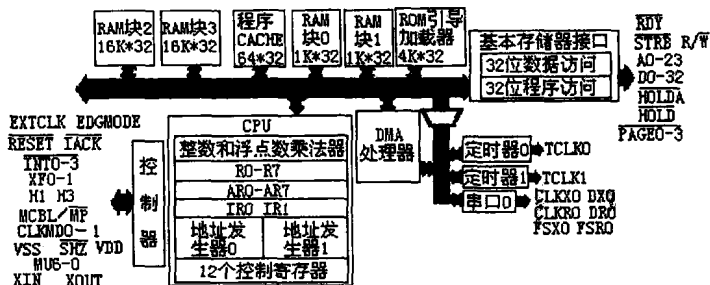 RAM块2
16K*32
RAM块3
16K*32
程序
CACHE
64*32
RAM
块0
1K*32
RAM
块1
1K*32
ROM引导
加载器
4K*32
基本存储器接口
32位数据访问
32位程序访问
RDY
STRB R/W
A0-23
D0-32
HOLDA
HOLD
PAGE0-3
EXTCLK EDGMODE
RESET IACK
INT0-3
XF0-1
H1 H3
MCBL/MP
CLKMD0-1
VSS SHZ VDD
MU6-0
XIN XOUT
控制器
CPU
整数和浮点数乘法器
R0-R7
AR0-AR7
IR0 IR1
地址发
生器0
地址发
生器1
12个控制寄存器
DMA
处理器
定时器0
TCLK0
定时器1
TCLK1
串口0
CLKX0 DX0
CLKR0 DR0
FSX0 FSR0